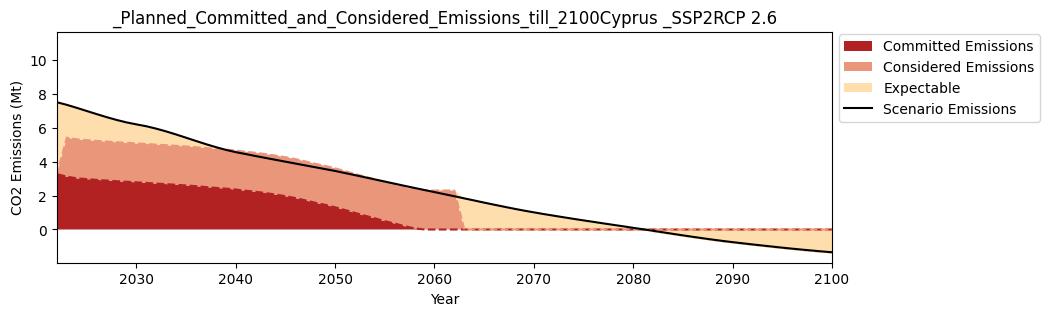 _Planned_Committed_and_Considered_Emissions_till_2100Cyprus _SSP2RCP 2.6
CO2 Emissions (Mt)
10
8
6
4
2
0
2030 2040 2050 2060 2070 2080 2090 2100
Year
Committed Emissions
Considered Emissions
Expectable
Scenario Emissions